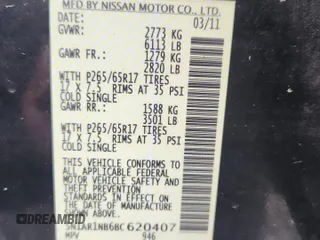 MFD BY NISSAN MOTOR CO., LTD.
DATE: 03/11
GVWR: 2773 KG
6113 LB
GAWR FR.: 1279 KG
2820 LB
WITH P265/65R17 TIRES
17 X 7.5 RIMS AT 35 PSI
COLD SINGLE
GAWR RR: 1588 KG
3501 LB
WITH P265/65R17 TIRES
17 X 7.5 RIMS AT 35 PSI
COLD SINGLE
THIS VEHICLE CONFORMS TO ALL
APPLICABLE U.S. FEDERAL MOTOR
VEHICLE SAFETY AND
STANDARDS IN EFFECT ON THE DATE OF
MANUFACTURE SHOWN ABOVE.
5N1AR1NB6BC620407
MPV 946
DREAMBID